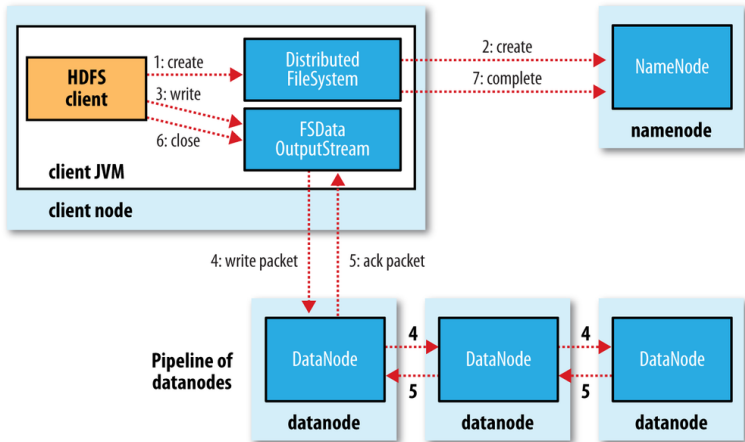 HDFS
client
1: create
3: write
6: close
Distributed
FileSystem
FSData
OutputStream
client JVM
client node
2: create
7: complete
NameNode
namenode
4: write packet
5: ack packet
Pipeline of
datanodes
DataNode
datanode
4
5
DataNode
datanode
4
5
DataNode
datanode